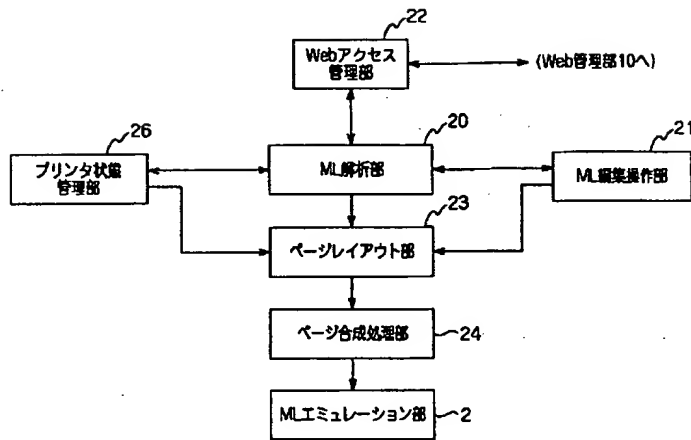 22
Webアクセス
管理部
(Web管理部10へ)
26
プリンタ状態
管理部
20
ML解析部
21
ML編集操作部
23
ページレイアウト部
ページ合成処理部
24
MLエミュレーション部
2